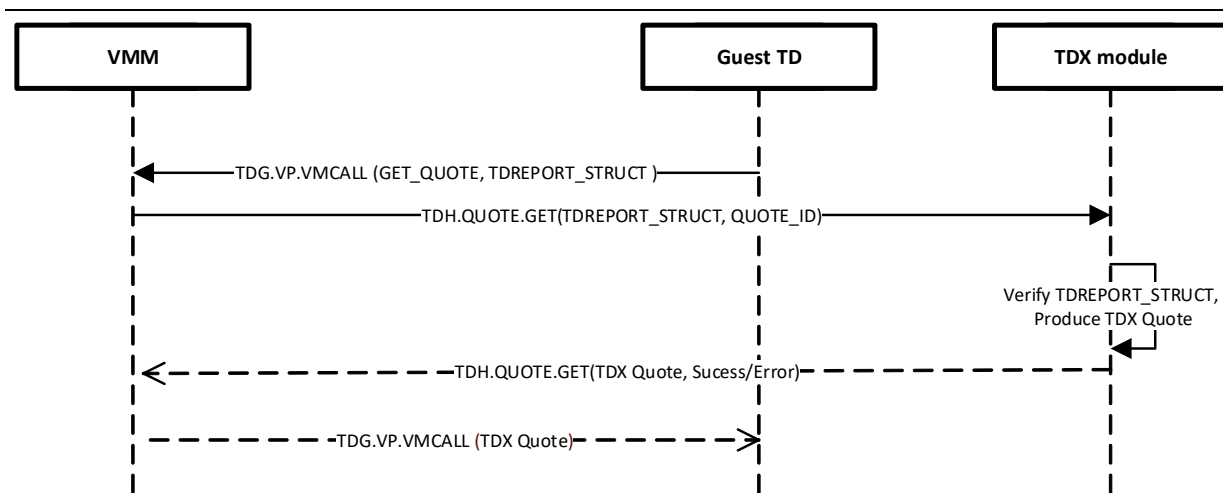 VMM
Guest TD
TDX module
TDG.VP.VMCALL (GET_QUOTE, TDREPORT_STRUCT )
TDH.QUOTE.GET(TDREPORT_STRUCT, QUOTE_ID)
Verify TDREPORT_STRUCT,
Produce TDX Quote
TDH.QUOTE.GET(TDX Quote, Sucess/Error)
TDG.VP.VMCALL (TDX Quote)